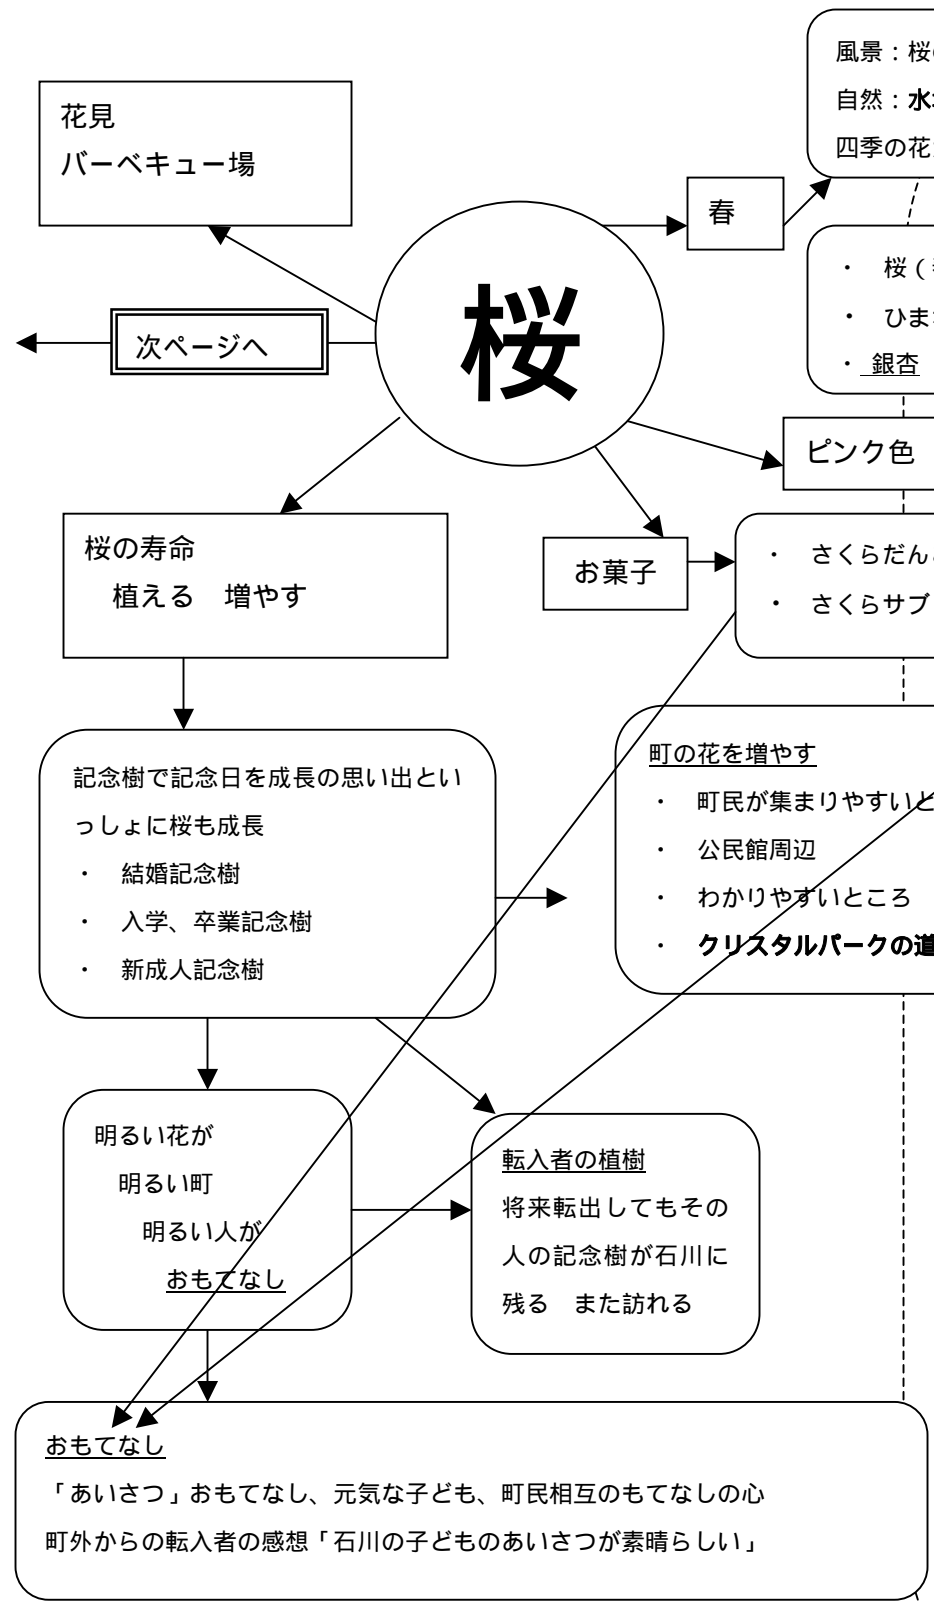 花見
バーベキュー場
風景：桜
自然：
四季の花
春
・　桜（
・　ひま
・ 銀杏
桜
次ページへ
ピンク色
桜の寿命
植える　増やす
お菓子
・　さくらだん
・　さくらサブ
記念樹で記念日を成長の思い出とい
っしょに桜も成長
・　結婚記念樹
・　入学、卒業記念樹
・　新成人記念樹
町の花を増やす
・　町民が集まりやすいと
・　公民館周辺
・　わかりやすいところ
・　クリスタルパークの道
明るい花が
明るい町
明るい人が
おもてなし
転入者の植樹
将来転出してもその
人の記念樹が石川に
残る　また訪れる
おもてなし
「あいさつ」おもてなし、元気な子ども、町民相互のもてなしの心
町外からの転入者の感想「石川の子どものあいさつが素晴らしい」